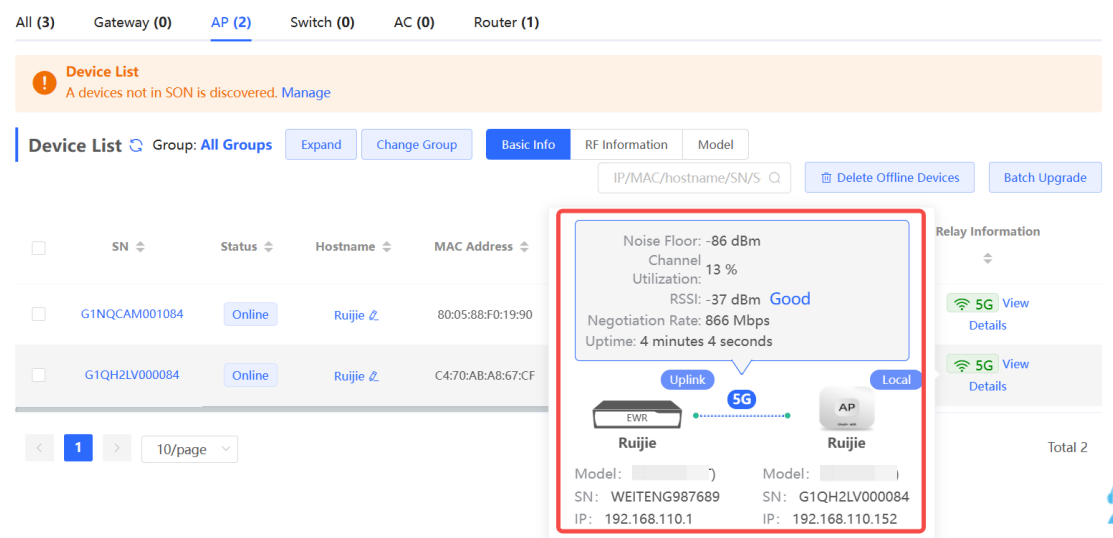 All (3) Gateway (0) AP (2) Switch (0) AC (0) Router (1)
Device List
A devices not in SON is discovered. Manage
Device List Group: All Groups Expand Change Group Basic Info RF Information Model
IP/MAC/hostname/SN/S Delete Offline Devices Batch Upgrade
SN Status Hostname MAC Address Relay Information
G1NQCAM001084 Online Ruijie 80:05:88:F0:19:90 5G View
Details
G1QH2LV000084 Online Ruijie C4:70:AB:A8:67:CF 5G View
Details
Noise Floor: -86 dBm
Channel
Utilization: 13 %
RSSI: -37 dBm Good
Negotiation Rate: 866 Mbps
Uptime: 4 minutes 4 seconds
Uplink Local
5G
EWR AP
Ruijie Ruijie
Model: ) Model: )
SN: WEITENG987689 SN: G1QH2LV000084
IP: 192.168.110.1 IP: 192.168.110.152
< 1 > 10/page Total 2